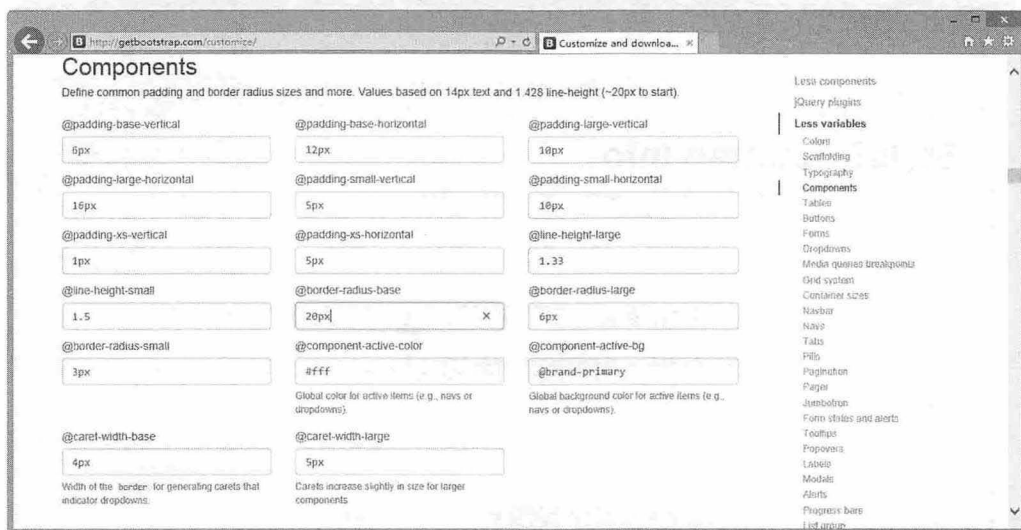 http://getbootstrap.com/customize/
Customize and downloa...
Components
Define common padding and border radius sizes and more. Values based on 14px text and 1.428 line-height (~20px to start).
@padding-base-vertical
6px
@padding-base-horizontal
12px
@padding-large-vertical
10px
@padding-large-horizontal
16px
@padding-small-vertical
5px
@padding-small-horizontal
10px
@padding-xs-vertical
1px
@padding-xs-horizontal
5px
@line-height-large
1.33
@line-height-small
1.5
@border-radius-base
20px
@border-radius-large
6px
@border-radius-small
3px
@component-active-color
#fff
Global color for active items (e.g., navs or
dropdowns).
@component-active-bg
@brand-primary
Global background color for active items (e.g.,
navs or dropdowns).
@caret-width-base
4px
Width of the border for generating carets that
indicator dropdowns.
@caret-width-large
5px
Carets increase slightly in size for larger
components
Less components
jQuery plugins
Less variables
Colors
Scaffolding
Typography
Components
Tables
Buttons
Forms
Dropdowns
Media queries breakpoints
Grid system
Container sizes
Navbar
Navs
Tabs
Pills
Pagination
Pager
Jumbotron
Form states and alerts
Tooltips
Popovers
Labels
Modals
Alerts
Progress bars
List group